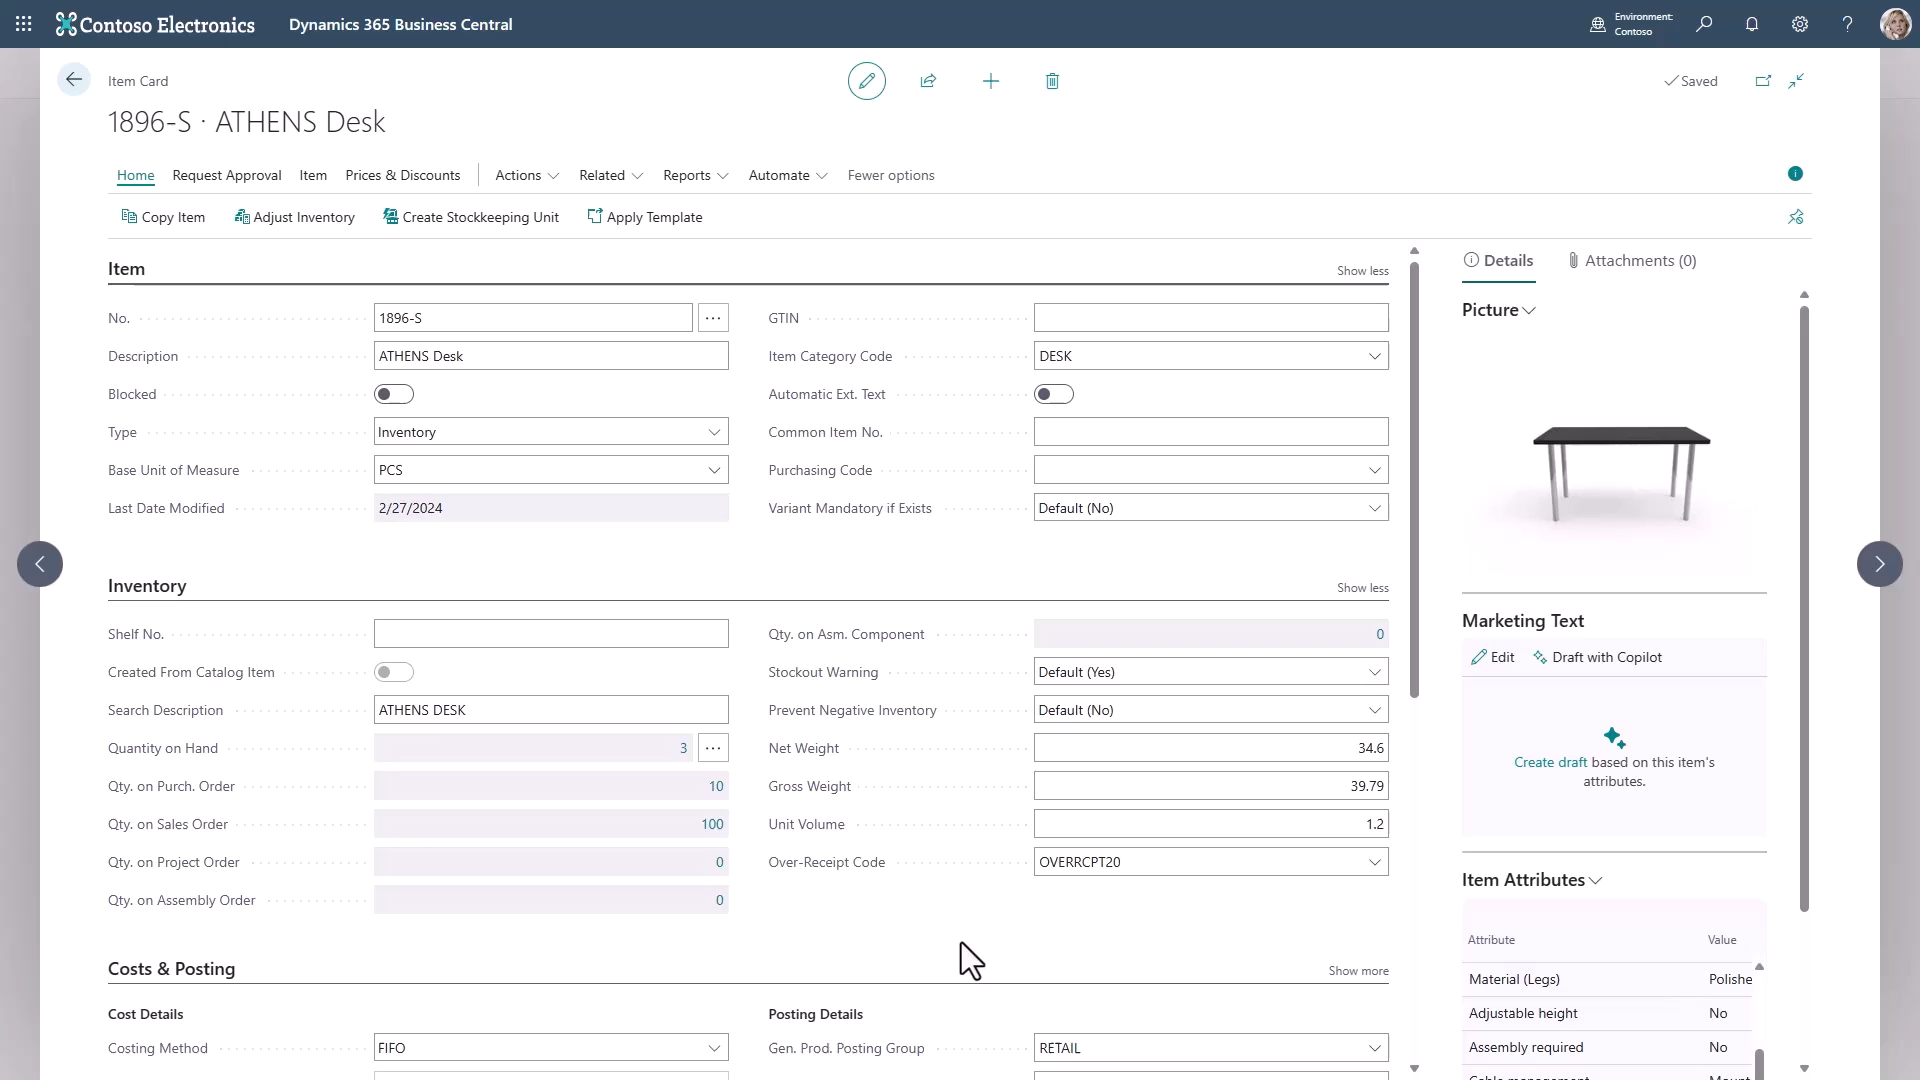 Contoso Electronics
Dynamics 365 Business Central
Environment:
Contoso
Item Card
Saved
1896-S · ATHENS Desk
Home
Request Approval
Item
Prices & Discounts
Actions
Related
Reports
Automate
Fewer options
Copy Item
Adjust Inventory
Create Stockkeeping Unit
Apply Template
Item
Show less
No.
1896-S
Description
ATHENS Desk
Blocked
Type
Inventory
Base Unit of Measure
PCS
Last Date Modified
2/27/2024
GTIN
Item Category Code
DESK
Automatic Ext. Text
Common Item No.
Purchasing Code
Variant Mandatory if Exists
Default (No)
Inventory
Show less
Shelf No.
Created From Catalog Item
Search Description
ATHENS DESK
Quantity on Hand
3
Qty. on Purch. Order
10
Qty. on Sales Order
100
Qty. on Project Order
0
Qty. on Assembly Order
0
Qty. on Asm. Component
0
Stockout Warning
Default (Yes)
Prevent Negative Inventory
Default (No)
Net Weight
34.6
Gross Weight
39.79
Unit Volume
1.2
Over-Receipt Code
OVERRCPT20
Costs & Posting
Show more
Cost Details
Costing Method
FIFO
Posting Details
Gen. Prod. Posting Group
RETAIL
Details
Attachments (0)
Picture
Marketing Text
Edit
Draft with Copilot
Create draft based on this item's
attributes.
Item Attributes
Attribute
Value
Material (Legs)
Polishe
Adjustable height
No
Assembly required
No